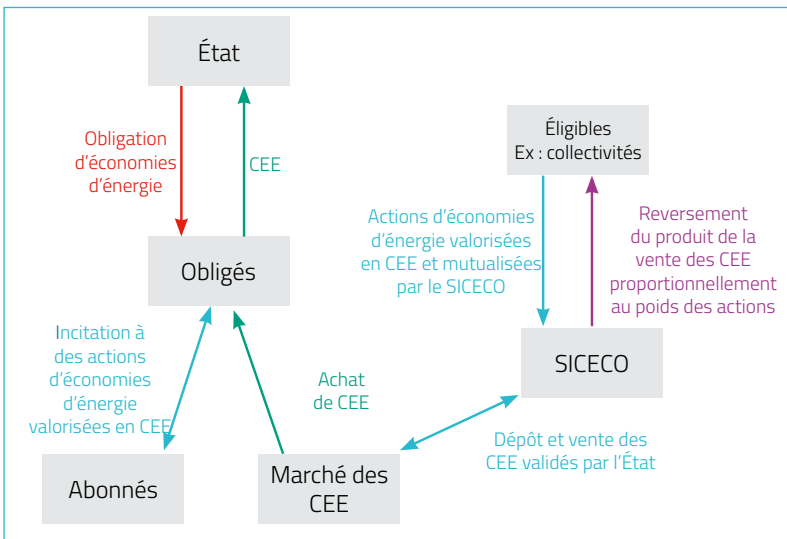 État
Obligation
d'économies
d'énergie
CEE
Éligibles
Ex : collectivités
Actions d'économies
d'énergie valorisées
en CEE et mutualisées
par le SICECO
Reversement
du produit de la
vente des CEE
proportionnellement
au poids des actions
Obligés
Incitation à
des actions
d'économies
d'énergie
valorisées en CEE
Achat
de CEE
SICECO
Dépôt et vente des
CEE validés par l'État
Abonnés
Marché des
CEE